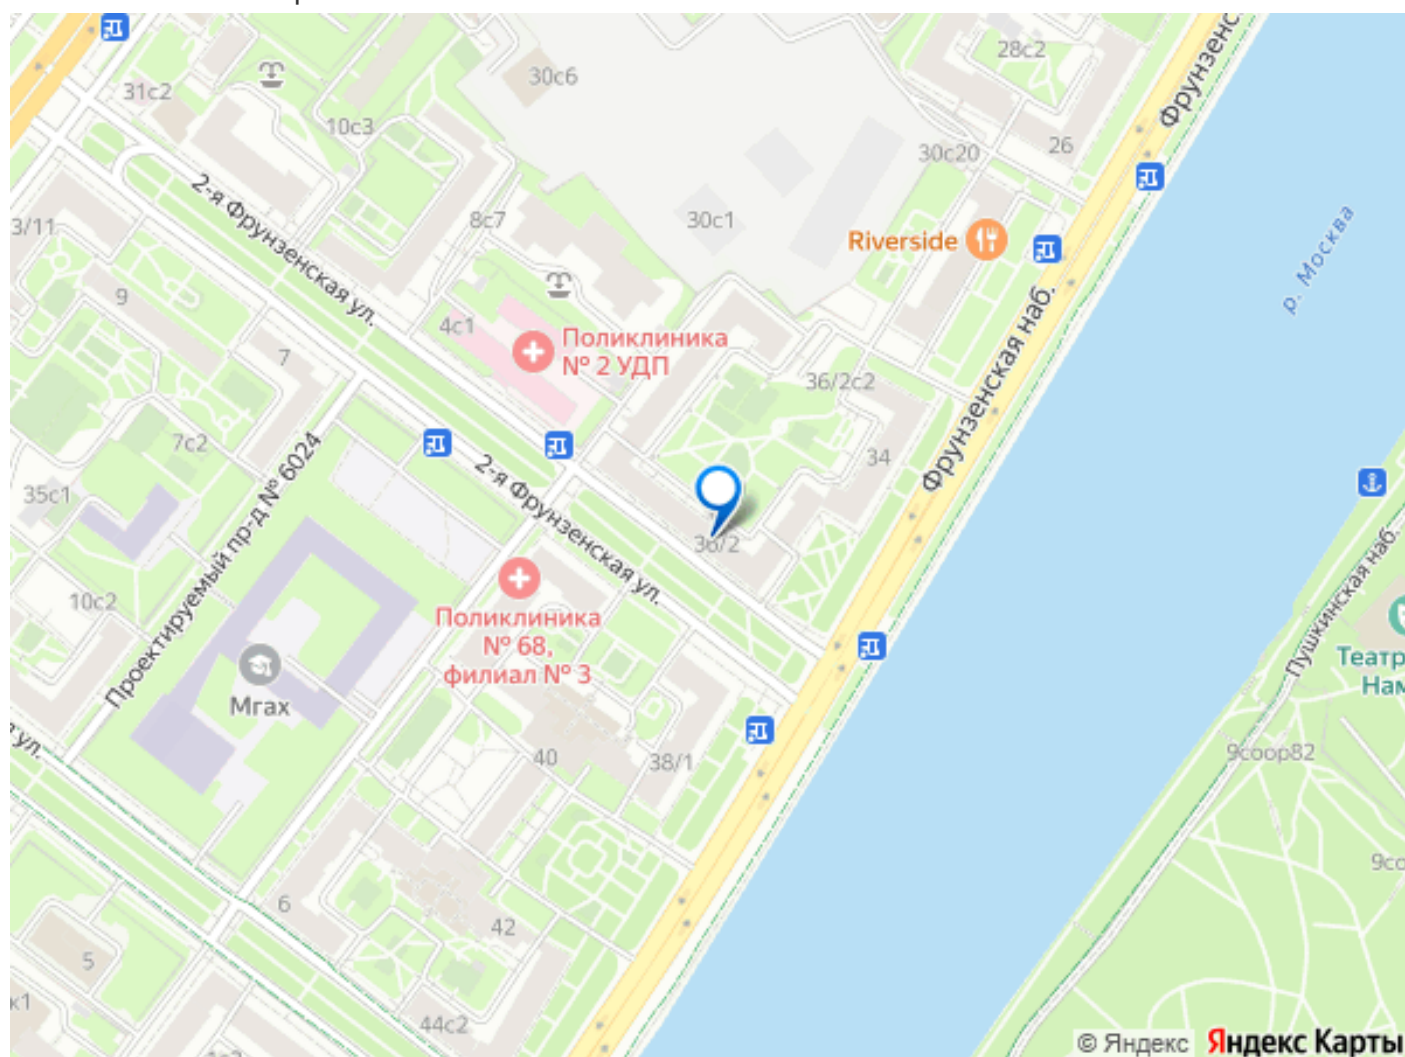 28с2
Фрунзенс
30с6
31с2
10с3
26
30с20
2-я Фрунзенская ул.
8с7
30с1
3/11
Riverside
р. Москва
9
4с1
Поликлиника
№ 2 УДП
7
36/2с2
Фрунзенская наб.
7с2
34
35с1
2-я Фрунзенская ул.
Проектируемый пр-д № 6024
36/2
Пушкинская наб.
10с2
Поликлиника
№ 68,
филиал № 3
Театр
Нам
Мгах
ул.
40
38/1
9соор82
9со
6
42
5
к1
44с2
© Яндекс Яндекс Карты